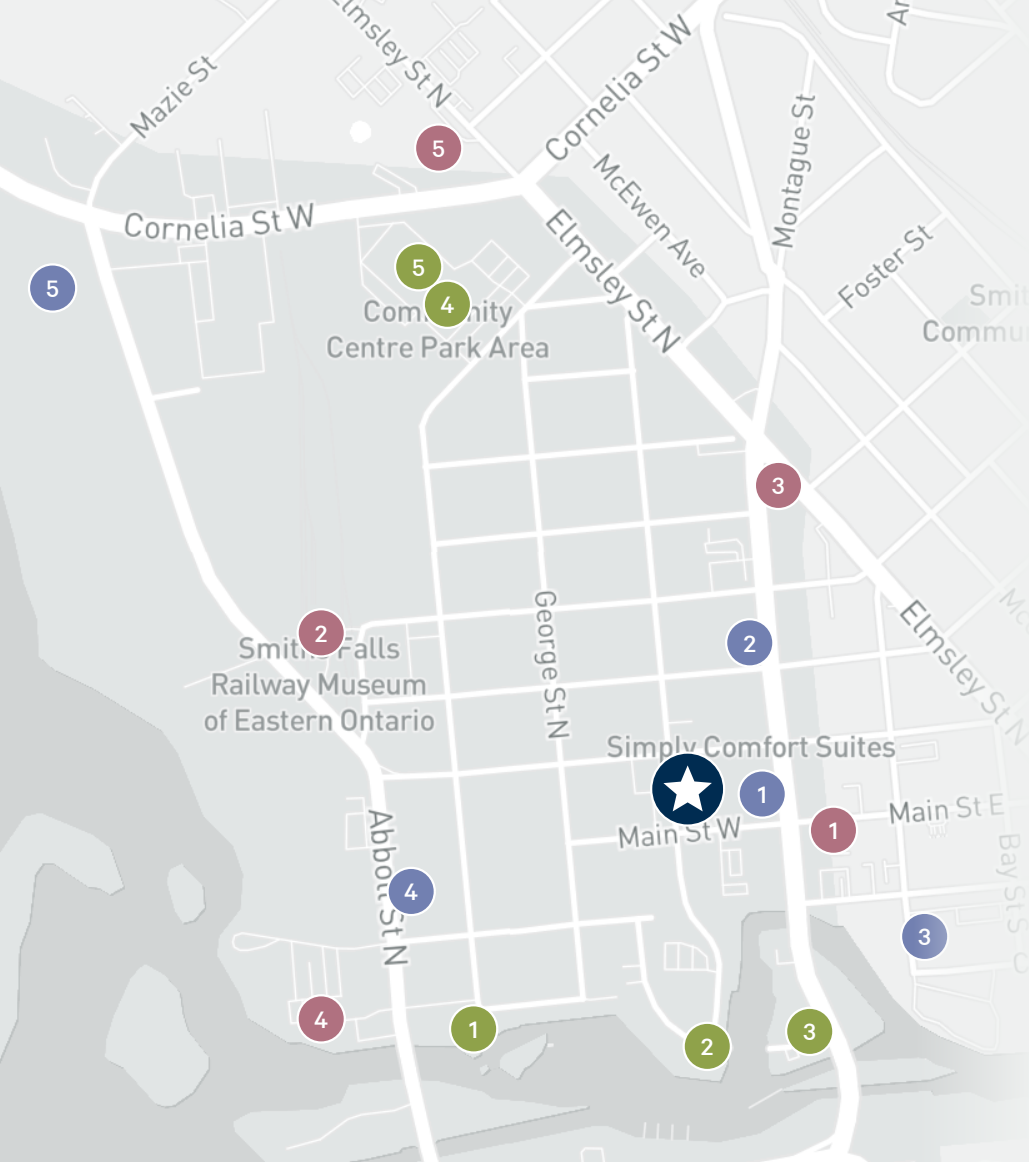 Ar
Elmsley St N
Cornelia St W
Mazie St
Montague St
5
McEwen Ave
Cornelia St W
Elmsley St N
Foster St
5
5
4
Community
Centre Park Area
Smit
Commu
3
George St N
2
Smiths Falls
Railway Museum
of Eastern Ontario
2
Elmsley St N
Simply Comfort Suites
1
Main St W
1
Main St E
Abbott St N
4
Bay St S
3
4
1
2
3